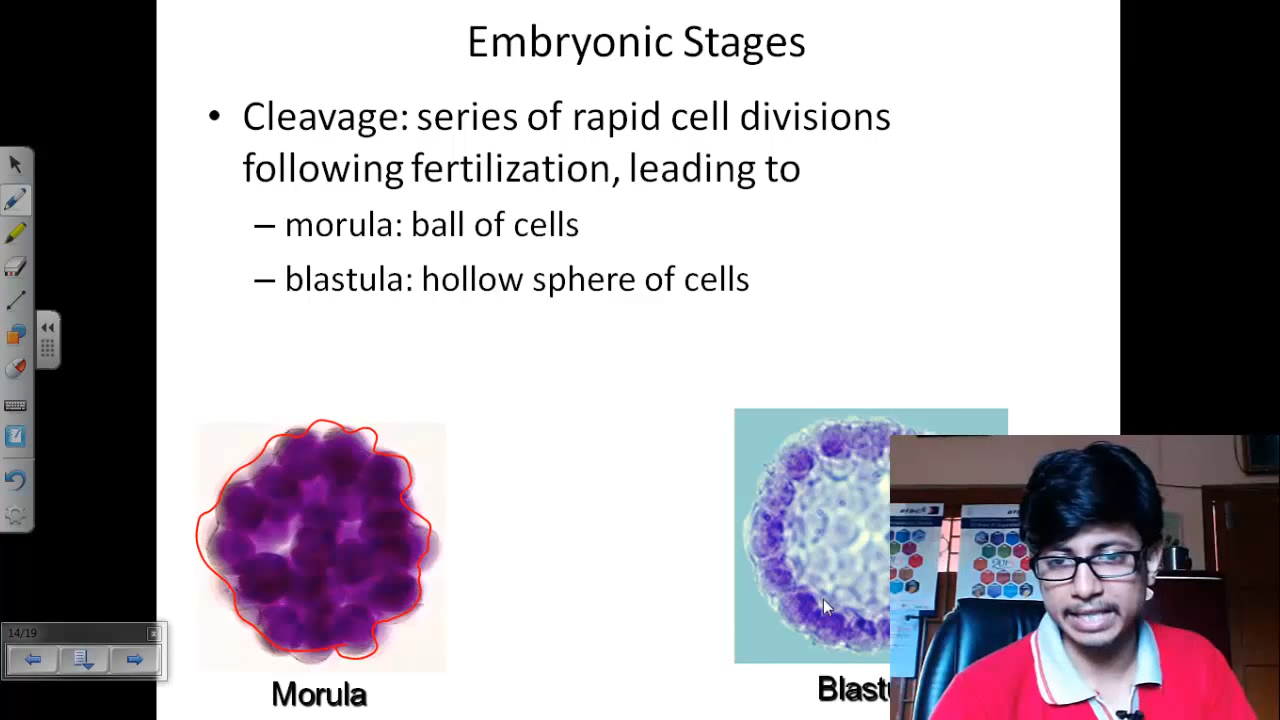 Embryonic Stages
• Cleavage: series of rapid cell divisions
following fertilization, leading to
– morula: ball of cells
– blastula: hollow sphere of cells
Morula
14/19